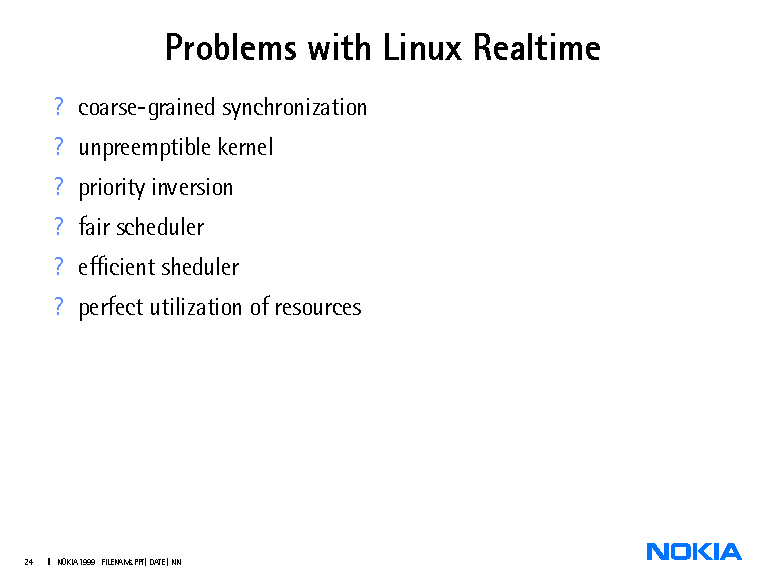 Problems with Linux Realtime
? coarse-grained synchronization
? unpreemptible kernel
? priority inversion
? fair scheduler
? efficient sheduler
? perfect utilization of resources
24 | NOKIA 1999 FILENAMs.PPT| DATE | NN
NOKIA